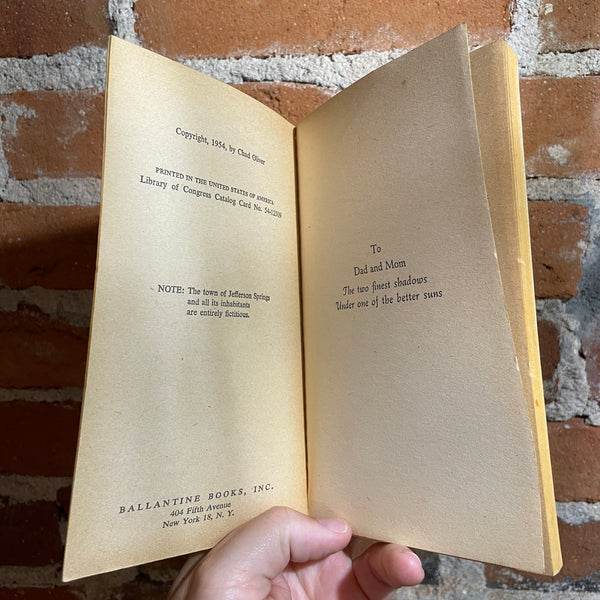 Copyright, 1954, by Chad Oliver
PRINTED IN THE UNITED STATES OF AMERICA
Library of Congress Catalog Card No. 54-12309
NOTE: The town of Jefferson Springs
and all its inhabitants
are entirely fictitious.
BALLANTINE BOOKS, INC.
404 Fifth Avenue
New York 18, N. Y.
To
Dad and Mom
The two finest shadows
Under one of the better suns